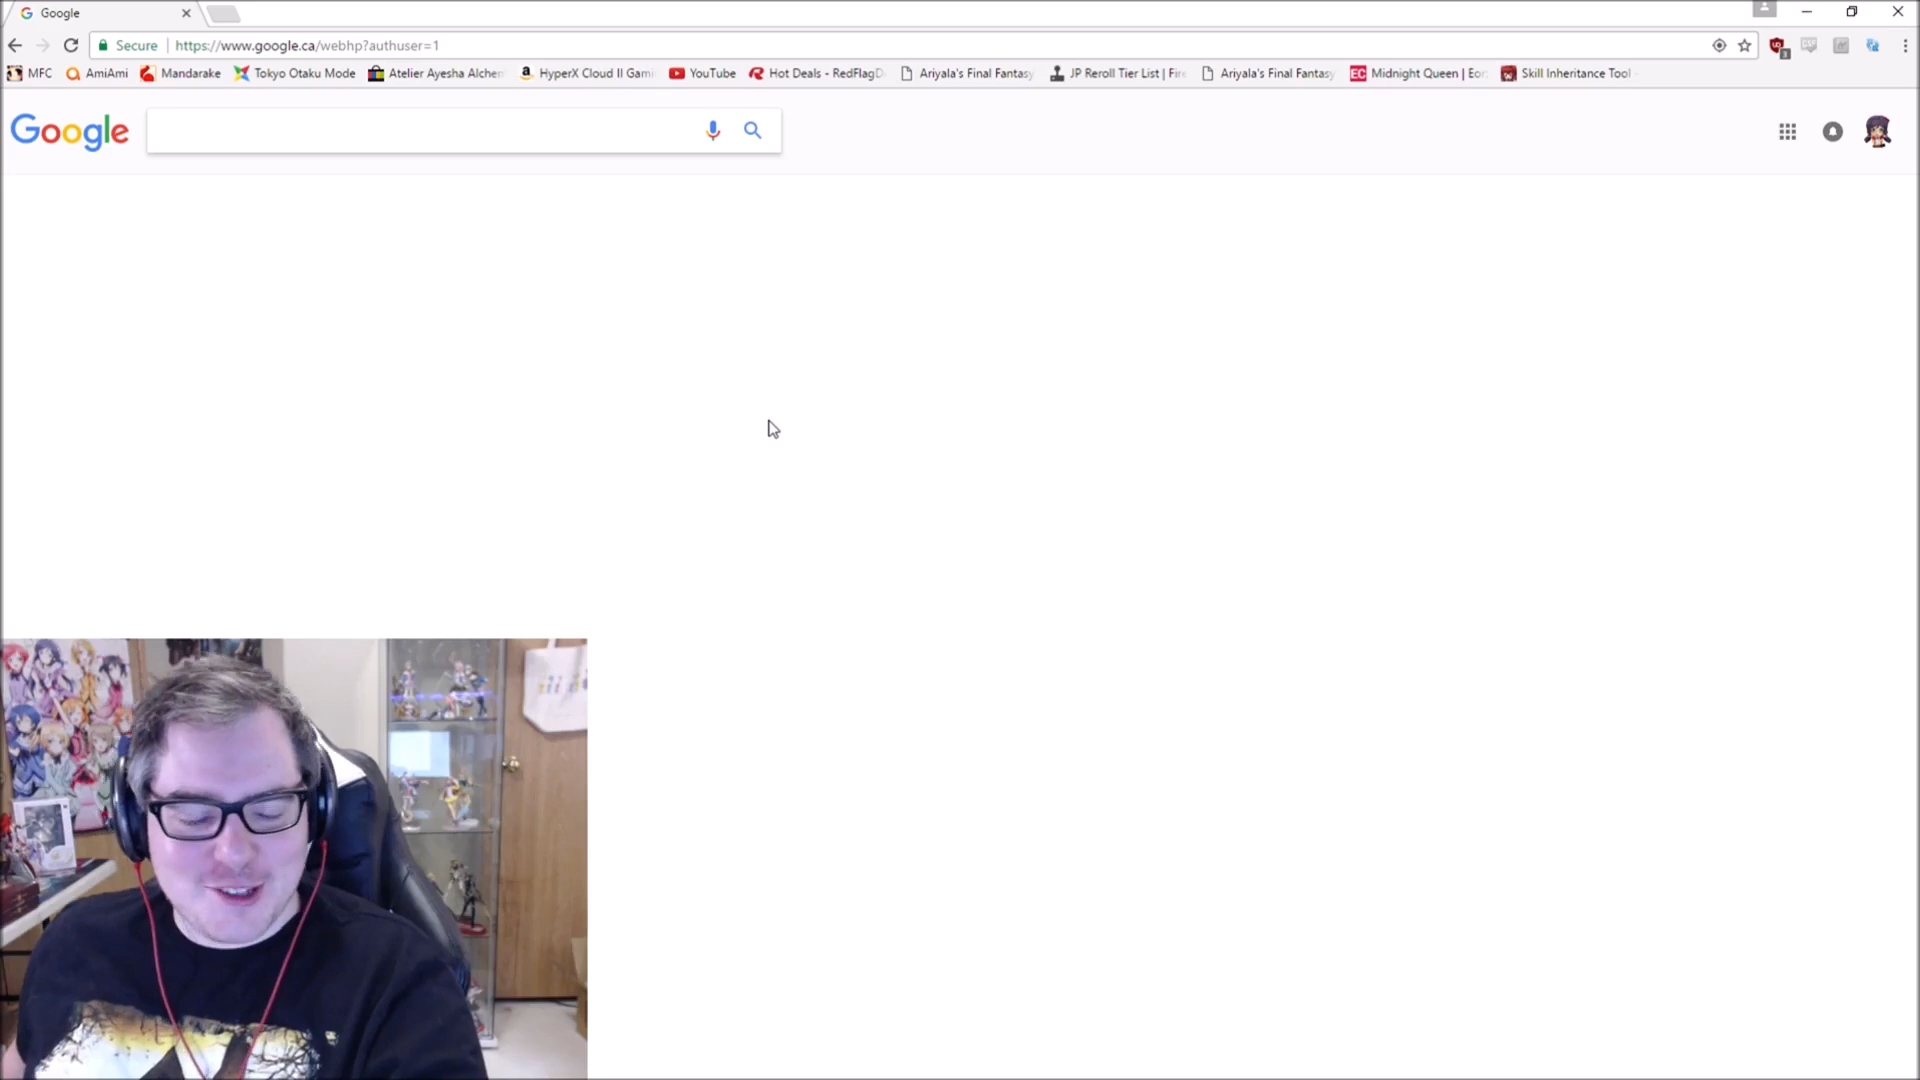 Google
Secure https://www.google.ca/webhp?authuser=1
MFC AmiAmi Mandarake Tokyo Otaku Mode Atelier Ayesha Alchem HyperX Cloud II Gami YouTube Hot Deals - RedFlagD Ariyala's Final Fantasy JP Reroll Tier List | Fire Ariyala's Final Fantasy EC Midnight Queen | Eor Skill Inheritance Tool -
Google